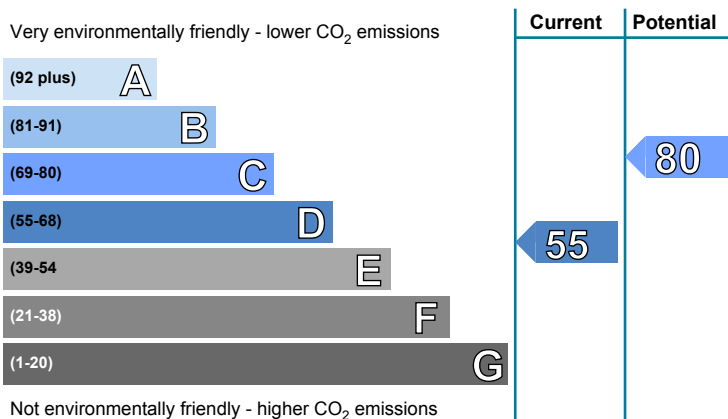 Current Potential
Very environmentally friendly - lower CO₂ emissions
(92 plus) A
(81-91) B
(69-80) C
80
(55-68) D
55
(39-54 E
(21-38) F
(1-20) G
Not environmentally friendly - higher CO₂ emissions